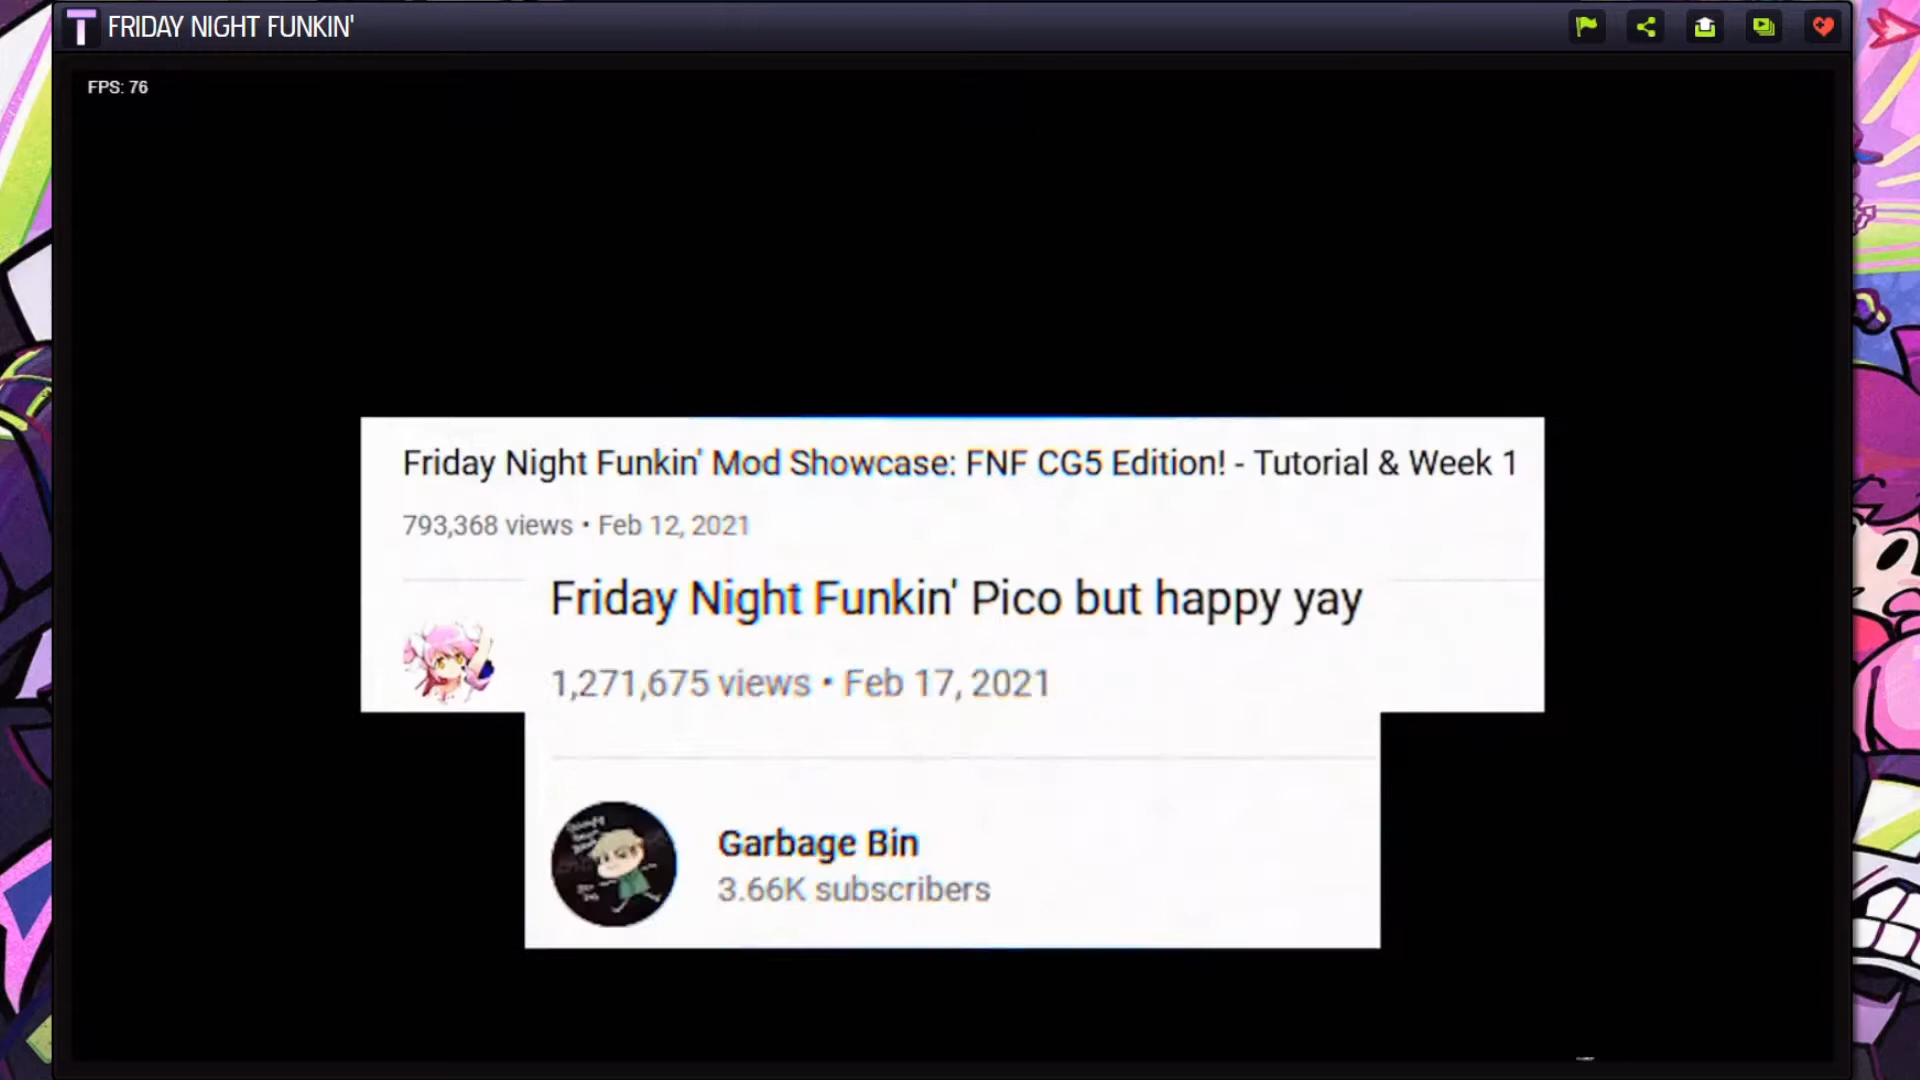 FRIDAY NIGHT FUNKIN'
FPS: 76
Friday Night Funkin' Mod Showcase: FNF CG5 Edition! - Tutorial & Week 1
793,368 views • Feb 12, 2021
Friday Night Funkin' Pico but happy yay
1,271,675 views • Feb 17, 2021
Garbage Bin
3.66K subscribers